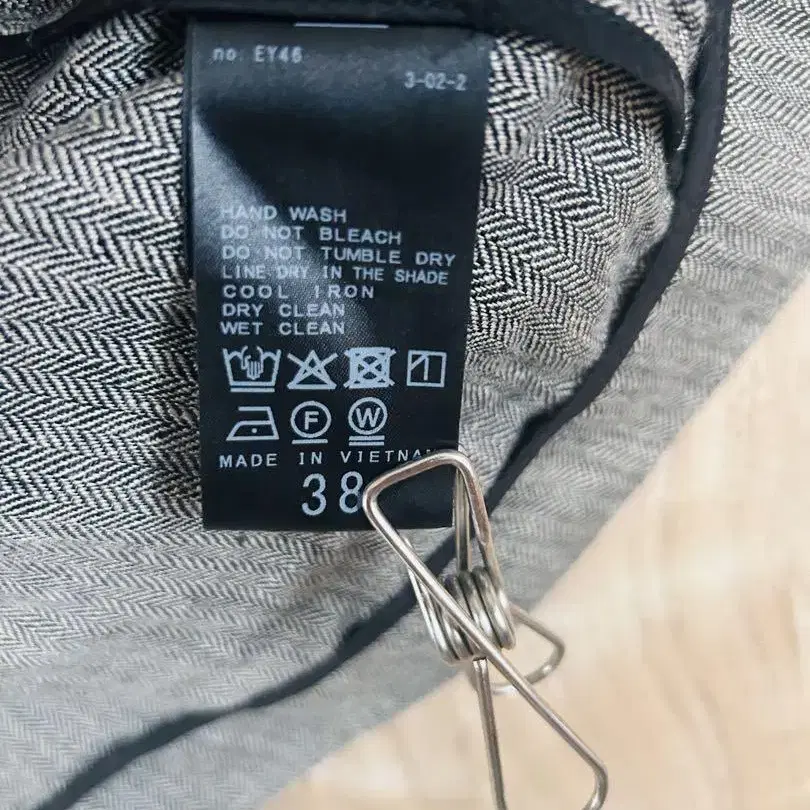 no. EY46
3-02-2
HAND WASH
DO NOT BLEACH
DO NOT TUMBLE DRY
LINE DRY IN THE SHADE
COOL IRON
DRY CLEAN
WET CLEAN
F W
MADE IN VIETNA
38